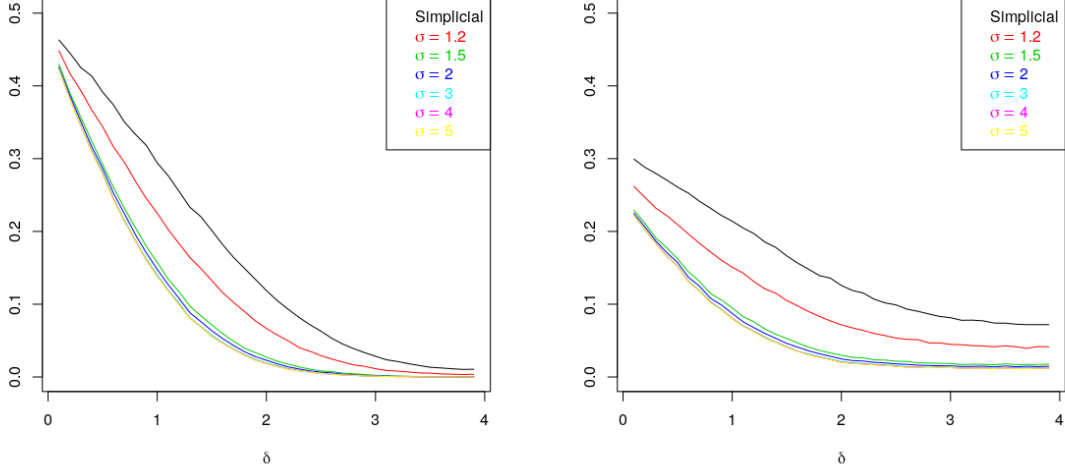 Simplicial
σ = 1.2
σ = 1.5
σ = 2
σ = 3
σ = 4
σ = 5
0.5
0.4
0.3
0.2
0.1
0.0
0 1 2 3 4
δ
Simplicial
σ = 1.2
σ = 1.5
σ = 2
σ = 3
σ = 4
σ = 5
0.5
0.4
0.3
0.2
0.1
0.0
0 1 2 3 4
δ